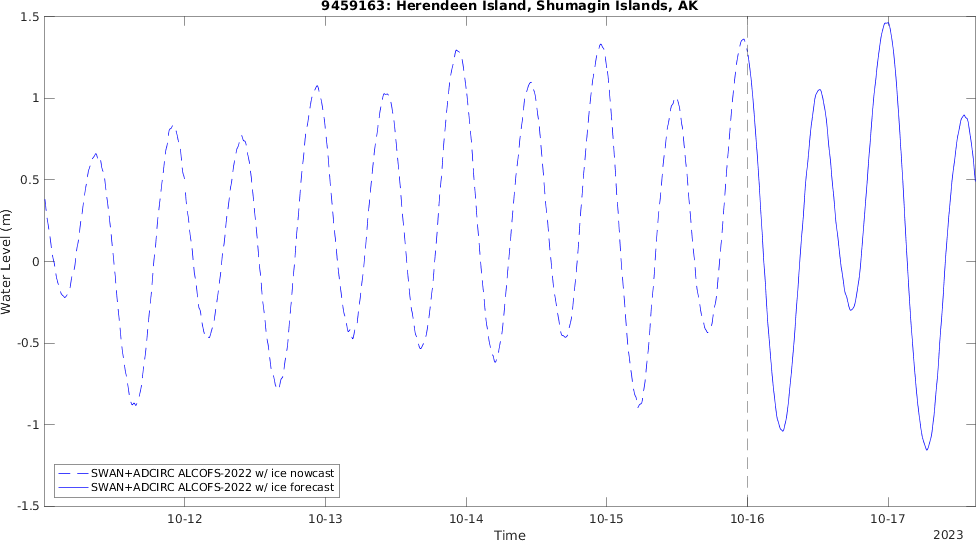 9459163: Herendeen Island, Shumagin Islands, AK
1.5
1
0.5
0
-0.5
-1
-1.5
Water Level (m)
SWAN+ADCIRC ALCOFS-2022 w/ ice nowcast
SWAN+ADCIRC ALCOFS-2022 w/ ice forecast
10-12
10-13
10-14
10-15
10-16
10-17
Time
2023